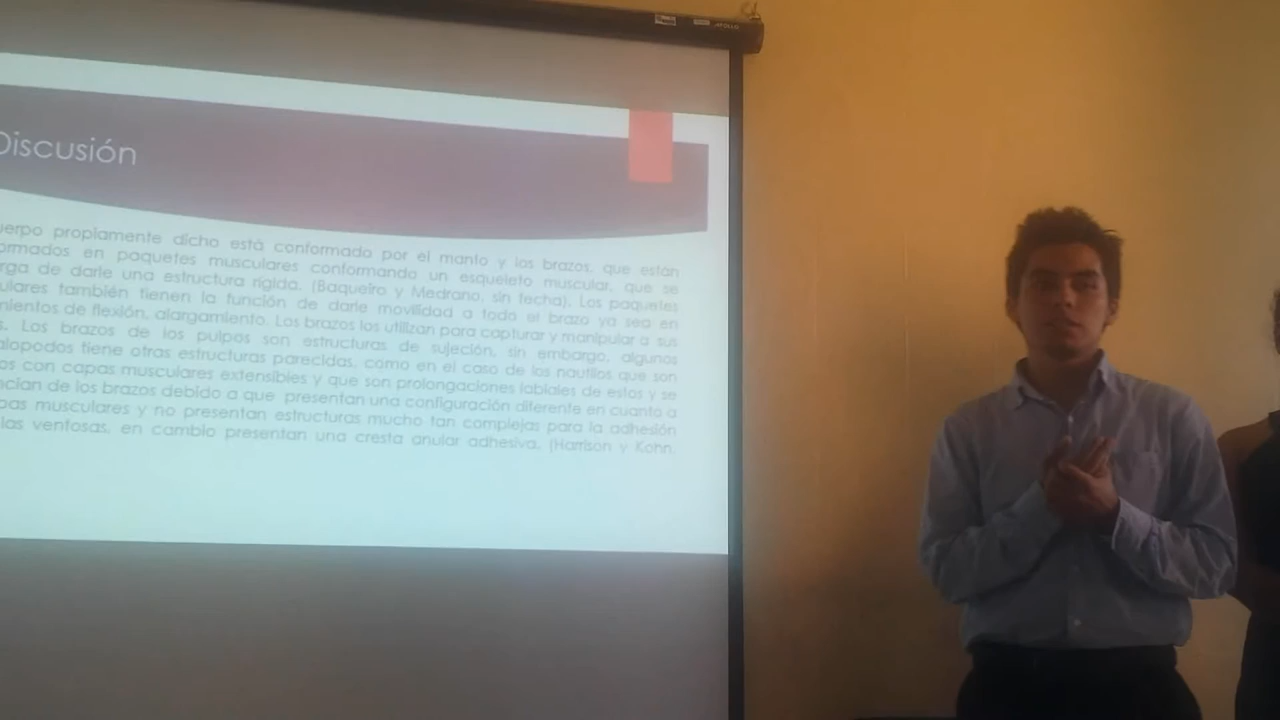 APOLLO
Discusión
uerpo propiamente dicho está conformado por el manto y los brazos, que están
ormados en paquetes musculares conformando un esqueleto muscular, que se
rga de darle una estructura rígida. (Baqueiro y Medrano, sin fecha). Los paquetes
ulares también tienen la función de darle movilidad a todo el brazo ya sea en
mientos de flexión, alargamiento. Los brazos los utilizan para capturar y manipular a sus
s. Los brazos de los pulpos son estructuras de sujeción, sin embargo, algunos
alopodos tiene otras estructuras parecidas, como en el caso de los nautilos que son
os con capas musculares extensibles y que son prolongaciones labiales de estos y se
ncian de los brazos debido a que presentan una configuración diferente en cuanto a
pas musculares y no presentan estructuras mucho tan complejas para la adhesión
las ventosas, en cambio presentan una cresta anular adhesiva. (Harrison y Kohn,